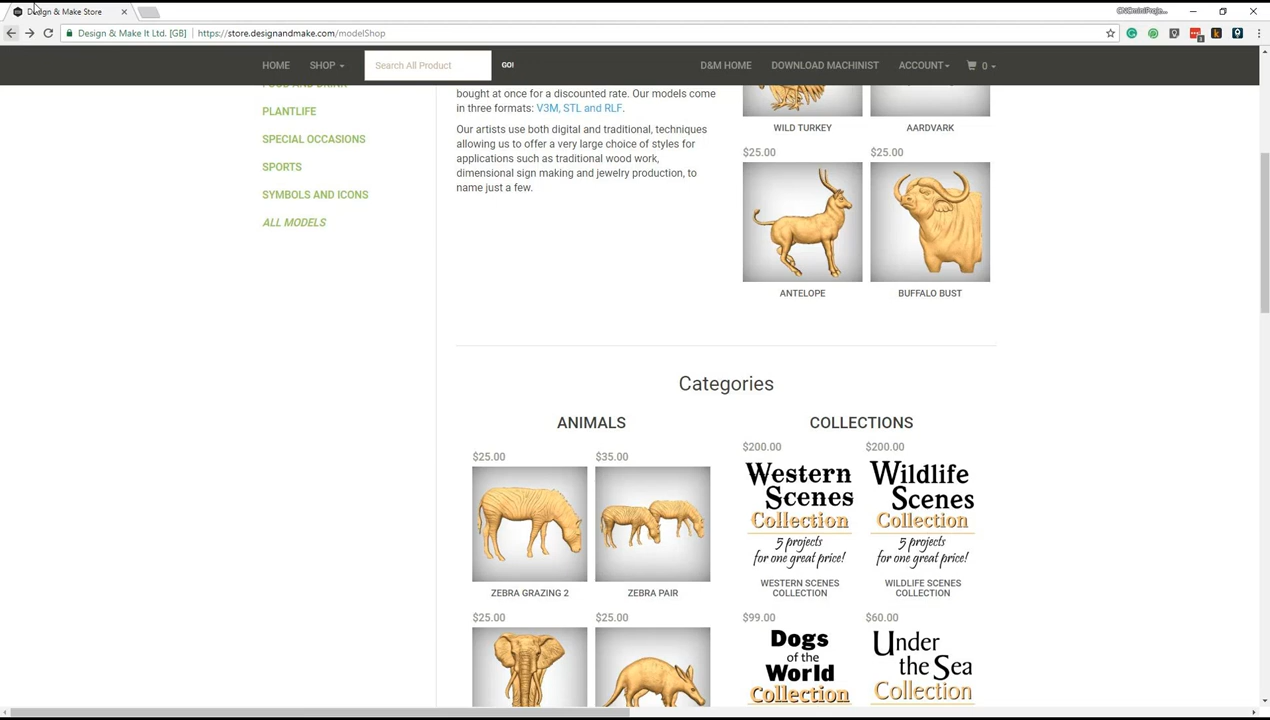 Design & Make Store
CNCminiProje...
Design & Make It Ltd. [GB]
https://store.designandmake.com/modelShop
HOME
SHOP
Search All Product
GO!
D&M HOME
DOWNLOAD MACHINIST
ACCOUNT
0
FOOD AND DRINK
PLANTLIFE
SPECIAL OCCASIONS
SPORTS
SYMBOLS AND ICONS
ALL MODELS
bought at once for a discounted rate. Our models come
in three formats: V3M, STL and RLF.
Our artists use both digital and traditional, techniques
allowing us to offer a very large choice of styles for
applications such as traditional wood work,
dimensional sign making and jewelry production, to
name just a few.
WILD TURKEY
AARDVARK
$25.00
$25.00
ANTELOPE
BUFFALO BUST
Categories
ANIMALS
COLLECTIONS
$25.00
$35.00
ZEBRA GRAZING 2
ZEBRA PAIR
$25.00
$25.00
$200.00
$200.00
Western
Scenes
Collection
5 projects
for one great price!
WESTERN SCENES
COLLECTION
Wildlife
Scenes
Collection
5 projects
for one great price!
WILDLIFE SCENES
COLLECTION
$99.00
$60.00
Dogs
of the
World
Collection
Under
the Sea
Collection